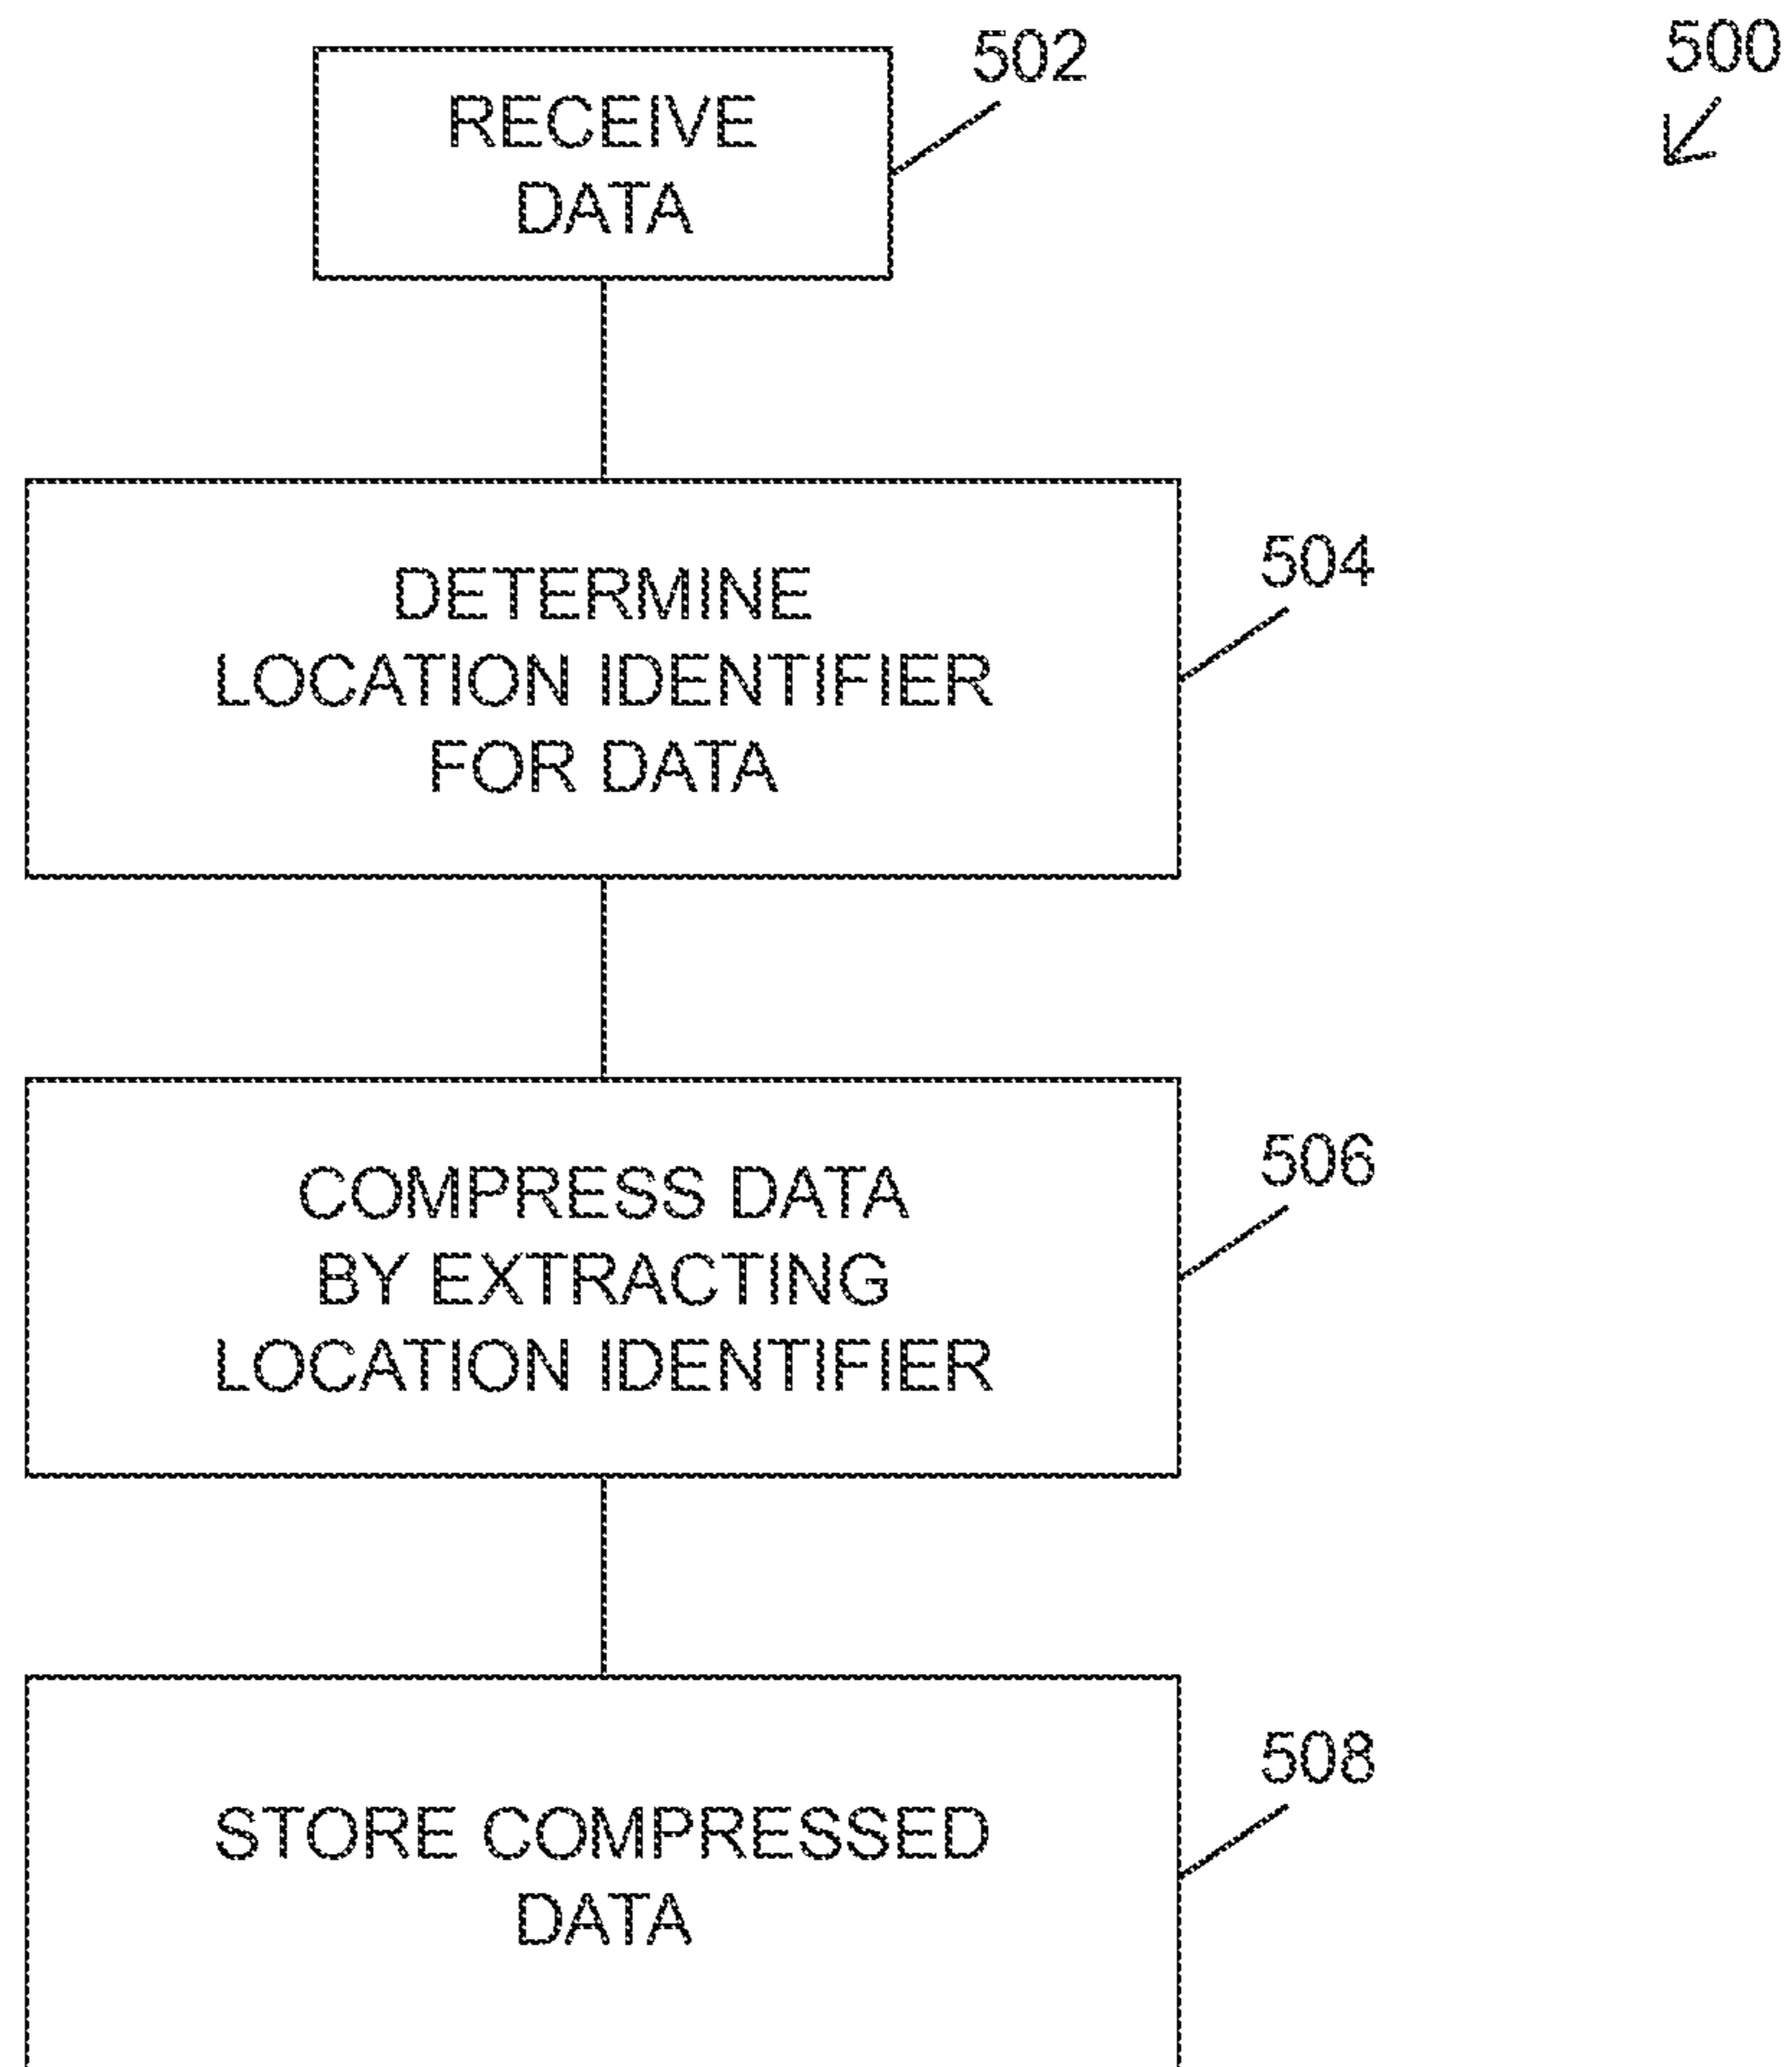 500
502
RECEIVE
DATA
504
DETERMINE
LOCATION IDENTIFIER
FOR DATA
506
COMPRESS DATA
BY EXTRACTING
LOCATION IDENTIFIER
508
STORE COMPRESSED
DATA